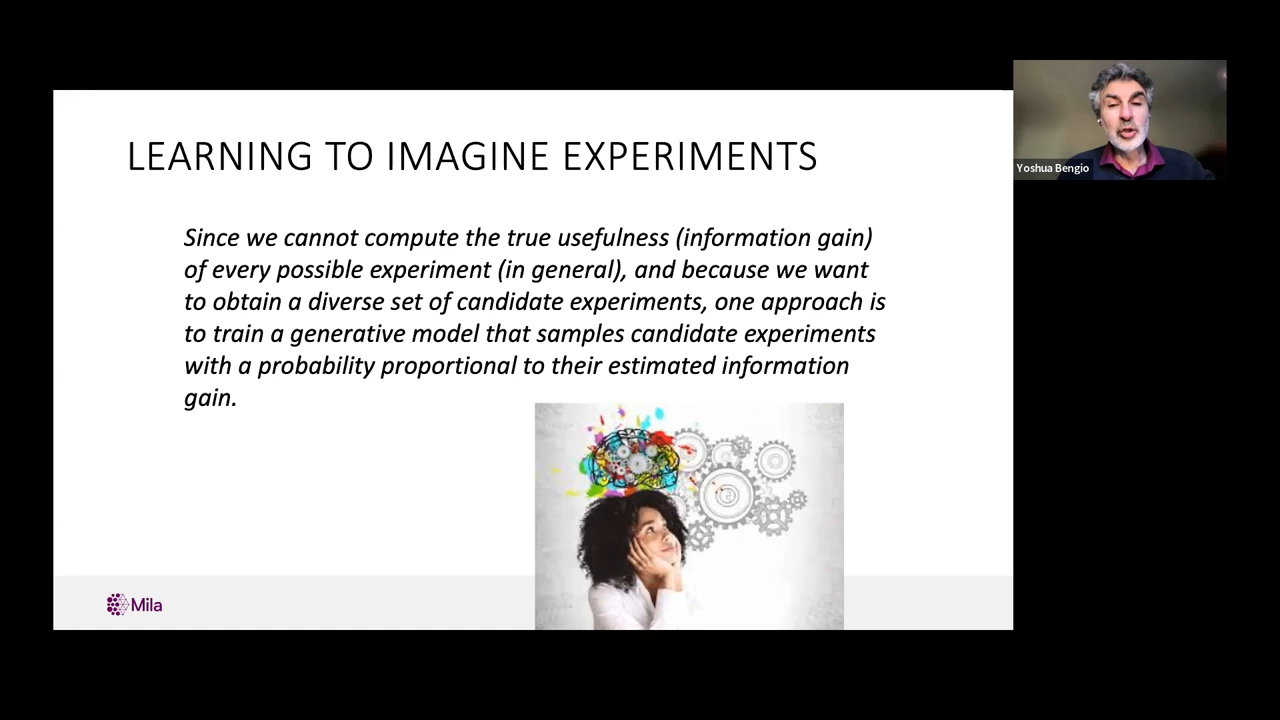 LEARNING TO IMAGINE EXPERIMENTS
Since we cannot compute the true usefulness (information gain)
of every possible experiment (in general), and because we want
to obtain a diverse set of candidate experiments, one approach is
to train a generative model that samples candidate experiments
with a probability proportional to their estimated information
gain.
Mila
Yoshua Bengio